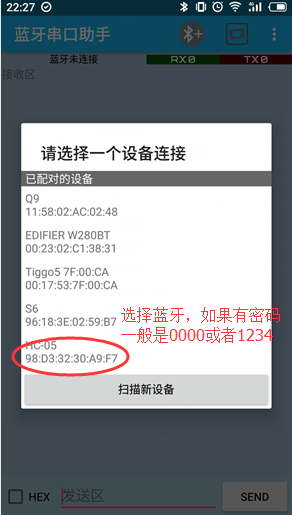 22:27
蓝牙串口助手
蓝牙未连接
RX0
TX0
接收区
请选择一个设备连接
已配对的设备
Q9
11:58:02:AC:02:48
EDIFIER W280BT
00:23:02:C1:38:31
Tiggo5 7F:00:CA
00:17:53:7F:00:CA
S6
96:18:3E:02:59:B7
选择蓝牙，如果有密码
一般是0000或者1234
HC-05
98:D3:32:30:A9:F7
扫描新设备
HEX
发送区
SEND